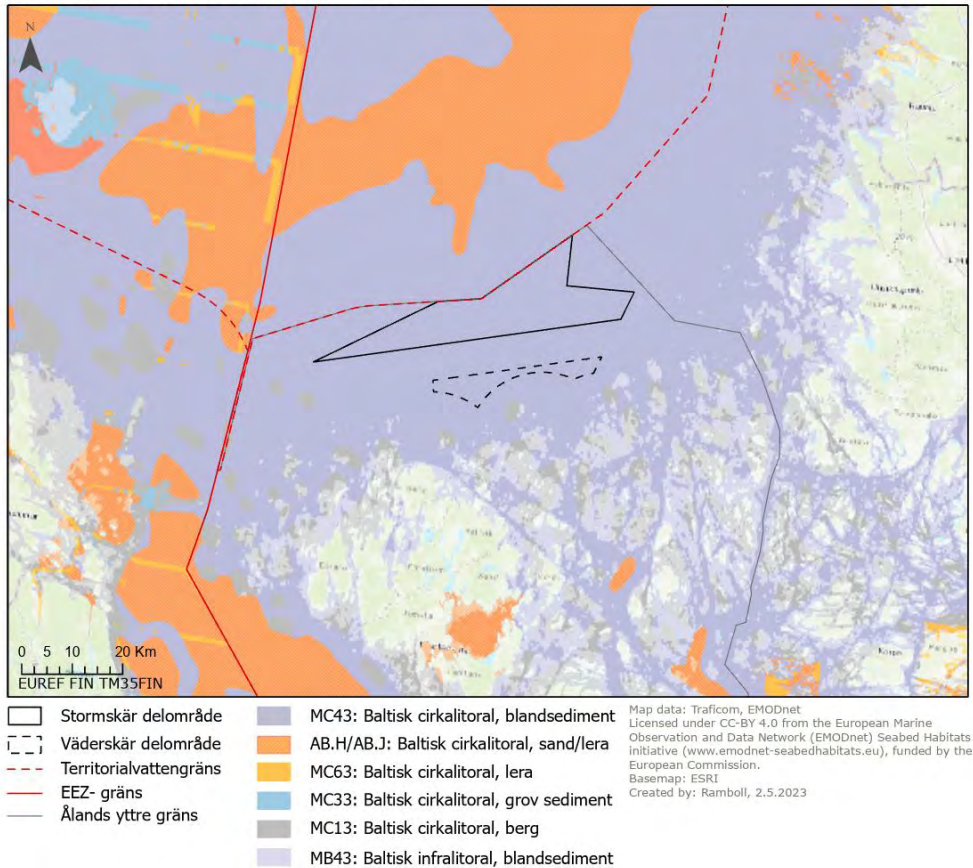 N
0 5 10 20 Km
EUREF FIN TM35FIN
Stormskär delområde
Väderskär delområde
Territorialvattengräns
EEZ- gräns
Ålands yttre gräns
MC43: Baltisk cirkalitoral, blandsediment
AB.H/AB.J: Baltisk cirkalitoral, sand/lera
MC63: Baltisk cirkalitoral, lera
MC33: Baltisk cirkalitoral, grov sediment
MC13: Baltisk cirkalitoral, berg
MB43: Baltisk infralitoral, blandsediment
Map data: Traficom, EMODnet
Licensed under CC-BY 4.0 from the European Marine
Observation and Data Network (EMODnet) Seabed Habitats
initiative (www.emodnet-seabedhabitats.eu), funded by the
European Commission.
Basemap: ESRI
Created by: Ramboll, 2.5.2023